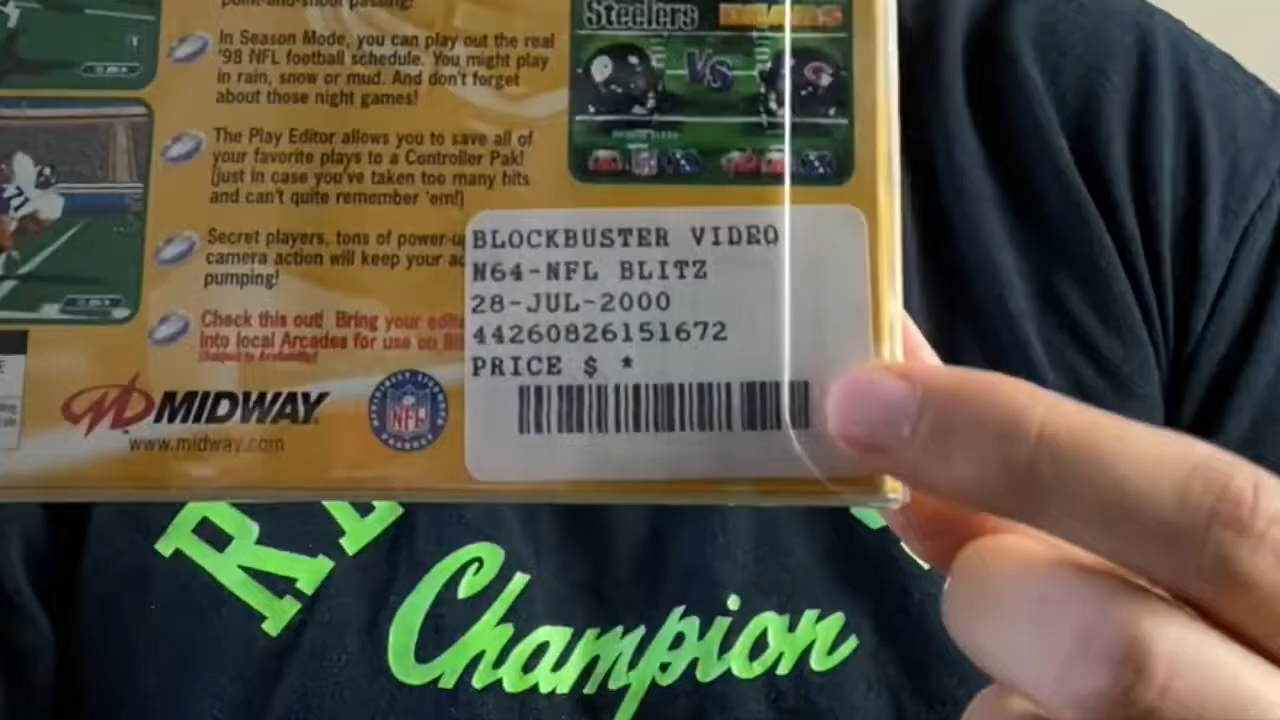 point-and-shoot passing!
In Season Mode, you can play out the real
'98 NFL football schedule. You might play
in rain, snow or mud. And don't forget
about those night games!
The Play Editor allows you to save all of
your favorite plays to a Controller Pak!
(just in case you've taken too many hits
and can't quite remember 'em!)
Secret players, tons of power-u
camera action will keep your ad
pumping!
Check this out! Bring your edit
into local Arcades for use on Bl
MIDWAY
www.midway.com
NFL
Steelers
VS
BLOCKBUSTER VIDEO
N64-NFL BLITZ
28-JUL-2000
44260826151672
PRICE $ *
Champion